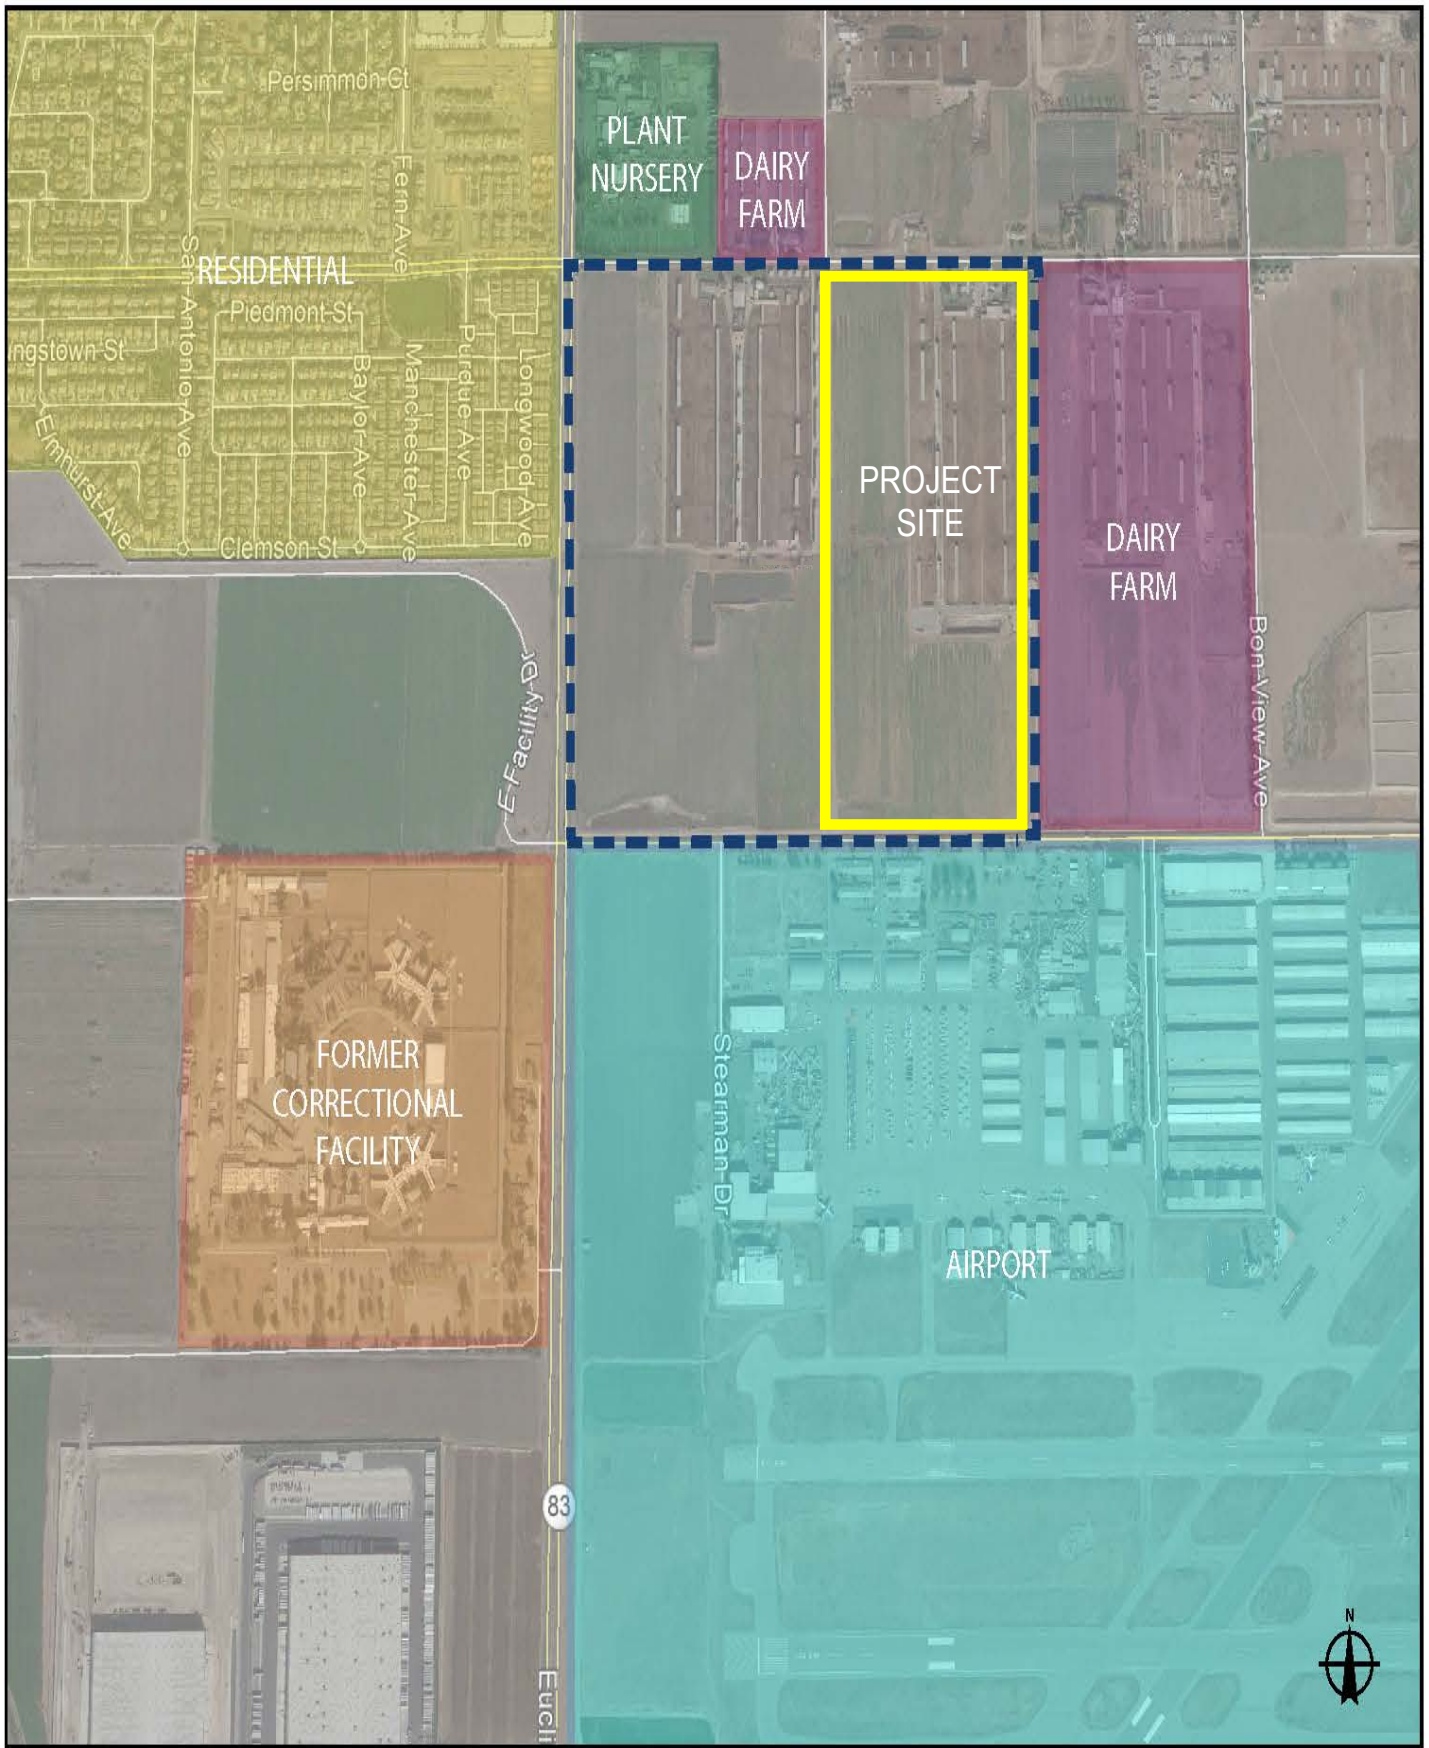 Persimmon-Ct
PLANT
NURSERY
DAIRY
FARM
Fern-Ave
San-Antonio-Ave
RESIDENTIAL
Piedmont-St
ngstown St
Elmhurst-Ave
Baylor-Ave
Manchester-Ave
Purdue-Ave
Longwood-Ave
Clemson-St
PROJECT
SITE
DAIRY
FARM
Bon-View-Ave
E-Facility-Dr
FORMER
CORRECTIONAL
FACILITY
Stearman-Dr
AIRPORT
83
Eucli
N